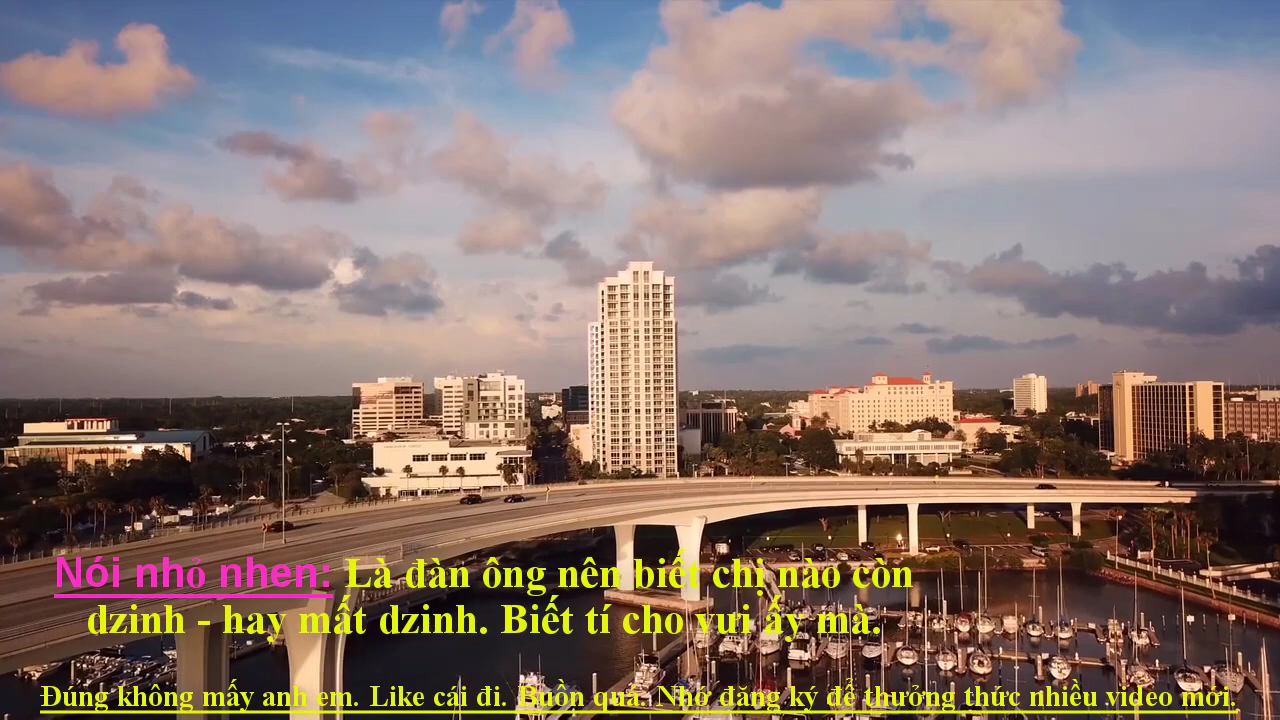 Nói nhỏ nhen: Là đàn ông nên biết chị nào còn
dzinh - hay mất dzinh. Biết tí cho vui ấy mà.
Đúng không mấy anh em. Like cái đi. Buồn quá. Nhớ đăng ký để thưởng thức nhiều video mới.